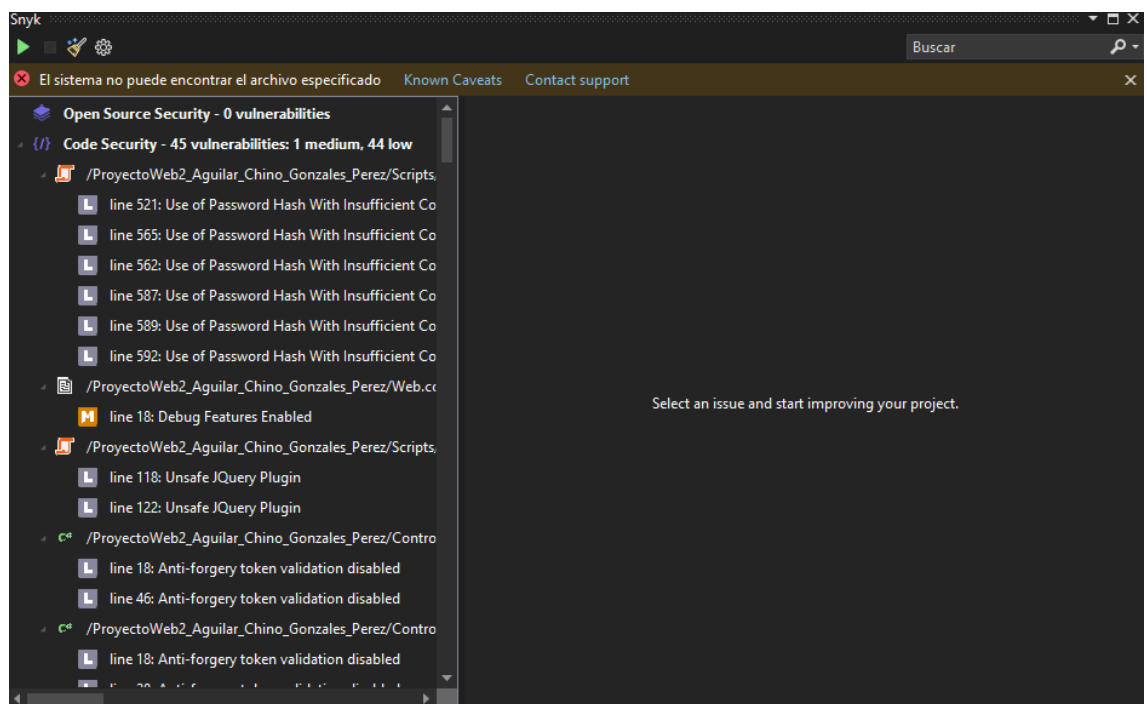 Snyk
Buscar
El sistema no puede encontrar el archivo especificado Known Caveats Contact support
Open Source Security - 0 vulnerabilities
{/} Code Security - 45 vulnerabilities: 1 medium, 44 low
/ProyectoWeb2_Aguilar_Chino_Gonzales_Perez/Scripts/
L line 521: Use of Password Hash With Insufficient Co
L line 565: Use of Password Hash With Insufficient Co
L line 562: Use of Password Hash With Insufficient Co
L line 587: Use of Password Hash With Insufficient Co
L line 589: Use of Password Hash With Insufficient Co
L line 592: Use of Password Hash With Insufficient Co
/ProyectoWeb2_Aguilar_Chino_Gonzales_Perez/Web.co
M line 18: Debug Features Enabled
/ProyectoWeb2_Aguilar_Chino_Gonzales_Perez/Scripts/
L line 118: Unsafe JQuery Plugin
L line 122: Unsafe JQuery Plugin
C# /ProyectoWeb2_Aguilar_Chino_Gonzales_Perez/Contro
L line 18: Anti-forgery token validation disabled
L line 46: Anti-forgery token validation disabled
C# /ProyectoWeb2_Aguilar_Chino_Gonzales_Perez/Contro
L line 18: Anti-forgery token validation disabled
Select an issue and start improving your project.